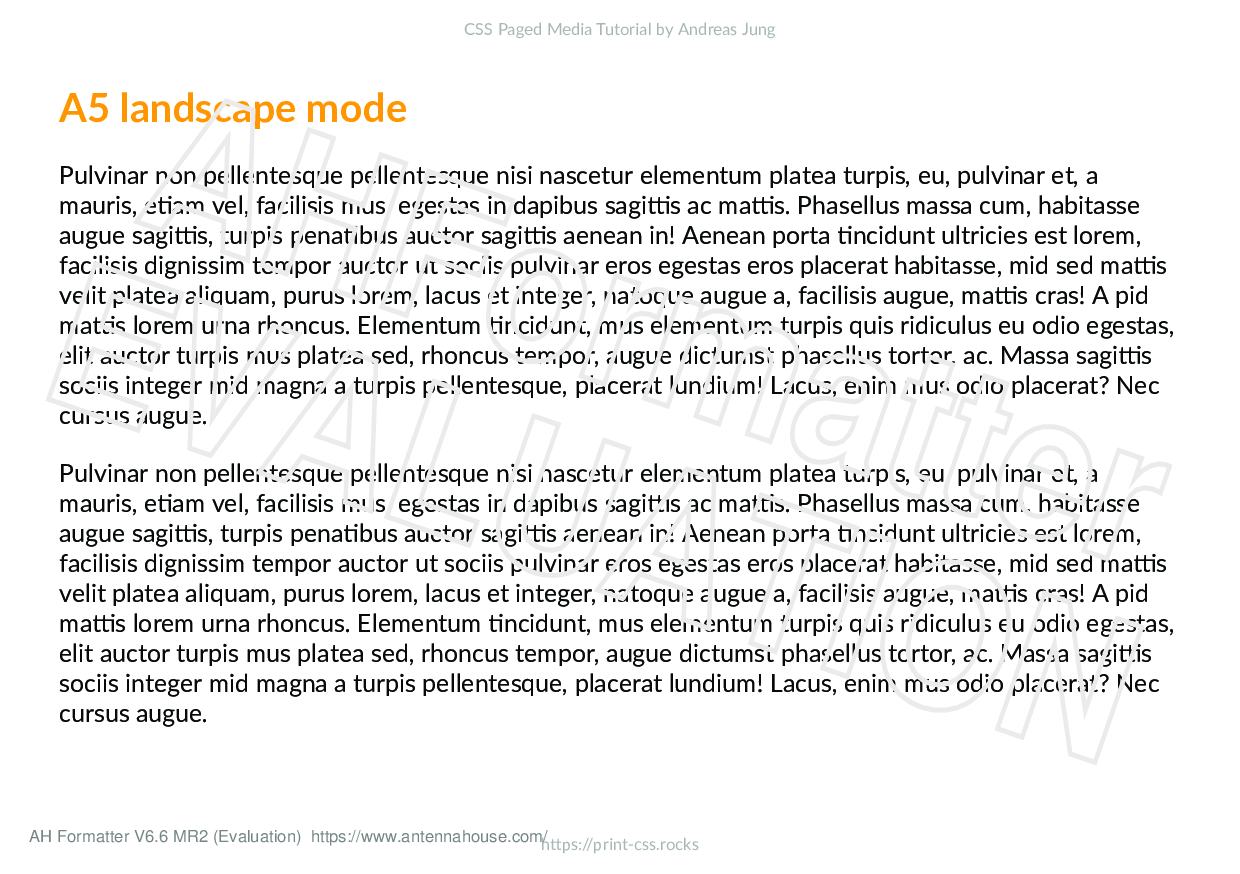 CSS Paged Media Tutorial by Andreas Jung
A5 landscape mode
Pulvinar non pellentesque pellentesque nisi nascetur elementum platea turpis, eu, pulvinar et, a
mauris, etiam vel, facilisis mus, egestas in dapibus sagittis ac mattis. Phasellus massa cum, habitasse
augue sagittis, turpis penatibus auctor sagittis aenean in! Aenean porta tincidunt ultricies est lorem,
facilisis dignissim tempor auctor ut sociis pulvinar eros egestas eros placerat habitasse, mid sed mattis
velit platea aliquam, purus lorem, lacus et integer, natoque augue a, facilisis augue, mattis cras! A pid
mattis lorem urna rhoncus. Elementum tincidunt, mus elementum turpis quis ridiculus eu odio egestas,
elit auctor turpis mus platea sed, rhoncus tempor, augue dictumst phasellus tortor, ac. Massa sagittis
sociis integer mid magna a turpis pellentesque, placerat lundium! Lacus, enim mus odio placerat? Nec
cursus augue.
Pulvinar non pellentesque pellentesque nisi nascetur elementum platea turpis, eu, pulvinar et, a
mauris, etiam vel, facilisis mus, egestas in dapibus sagittis ac mattis. Phasellus massa cum, habitasse
augue sagittis, turpis penatibus auctor sagittis aenean in! Aenean porta tincidunt ultricies est lorem,
facilisis dignissim tempor auctor ut sociis pulvinar eros egestas eros placerat habitasse, mid sed mattis
velit platea aliquam, purus lorem, lacus et integer, natoque augue a, facilisis augue, mattis cras! A pid
mattis lorem urna rhoncus. Elementum tincidunt, mus elementum turpis quis ridiculus eu odio egestas,
elit auctor turpis mus platea sed, rhoncus tempor, augue dictumst phasellus tortor, ac. Massa sagittis
sociis integer mid magna a turpis pellentesque, placerat lundium! Lacus, enim mus odio placerat? Nec
cursus augue.
AHFormatter
EVALUATION
AH Formatter V6.6 MR2 (Evaluation) https://www.antennahouse.com/
https://print-css.rocks